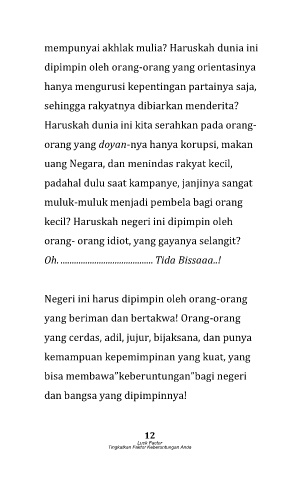 mempunyai akhlak mulia? Haruskah dunia ini
dipimpin oleh orang-orang yang orientasinya
hanya mengurusi kepentingan partainya saja,
sehingga rakyatnya dibiarkan menderita?
Haruskah dunia ini kita serahkan pada orang-
orang yang doyan-nya hanya korupsi, makan
uang Negara, dan menindas rakyat kecil,
padahal dulu saat kampanye, janjinya sangat
muluk-muluk menjadi pembela bagi orang
kecil? Haruskah negeri ini dipimpin oleh
orang- orang idiot, yang gayanya selangit?
Oh. ......................................... Tida Bissaaa..!
Negeri ini harus dipimpin oleh orang-orang
yang beriman dan bertakwa! Orang-orang
yang cerdas, adil, jujur, bijaksana, dan punya
kemampuan kepemimpinan yang kuat, yang
bisa membawa"keberuntungan"bagi negeri
dan bangsa yang dipimpinnya!
12
Luck Factor
Tingkatkan Faktor Keberuntungan Anda